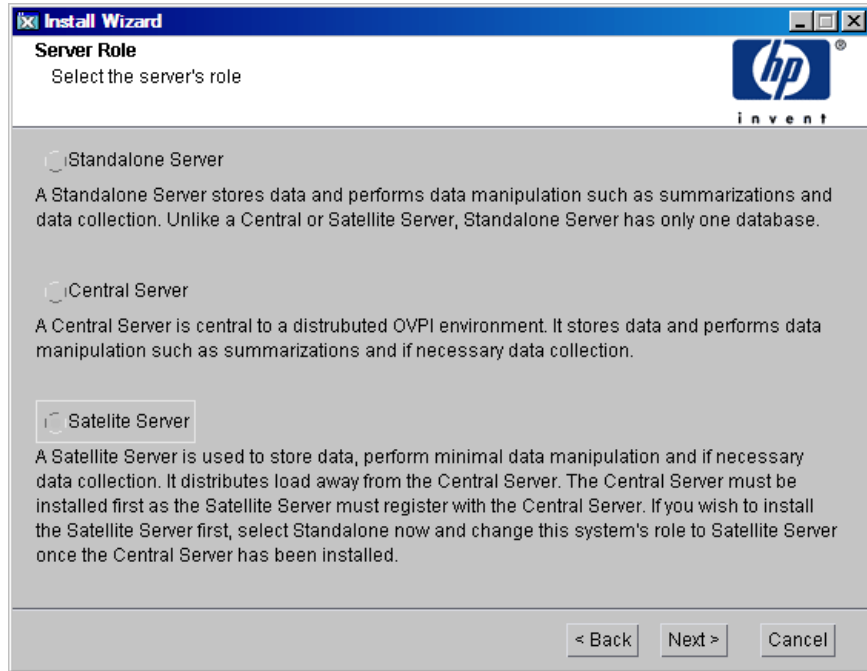 Install Wizard
Server Role
Select the server's role
hp
®
invent
Standalone Server
A Standalone Server stores data and performs data manipulation such as summarizations and
data collection. Unlike a Central or Satellite Server, Standalone Server has only one database.
Central Server
A Central Server is central to a distrubuted OVPI environment. It stores data and performs data
manipulation such as summarizations and if necessary data collection.
Satelite Server
A Satellite Server is used to store data, perform minimal data manipulation and if necessary
data collection. It distributes load away from the Central Server. The Central Server must be
installed first as the Satellite Server must register with the Central Server. If you wish to install
the Satellite Server first, select Standalone now and change this system's role to Satellite Server
once the Central Server has been installed.
< Back Next > Cancel